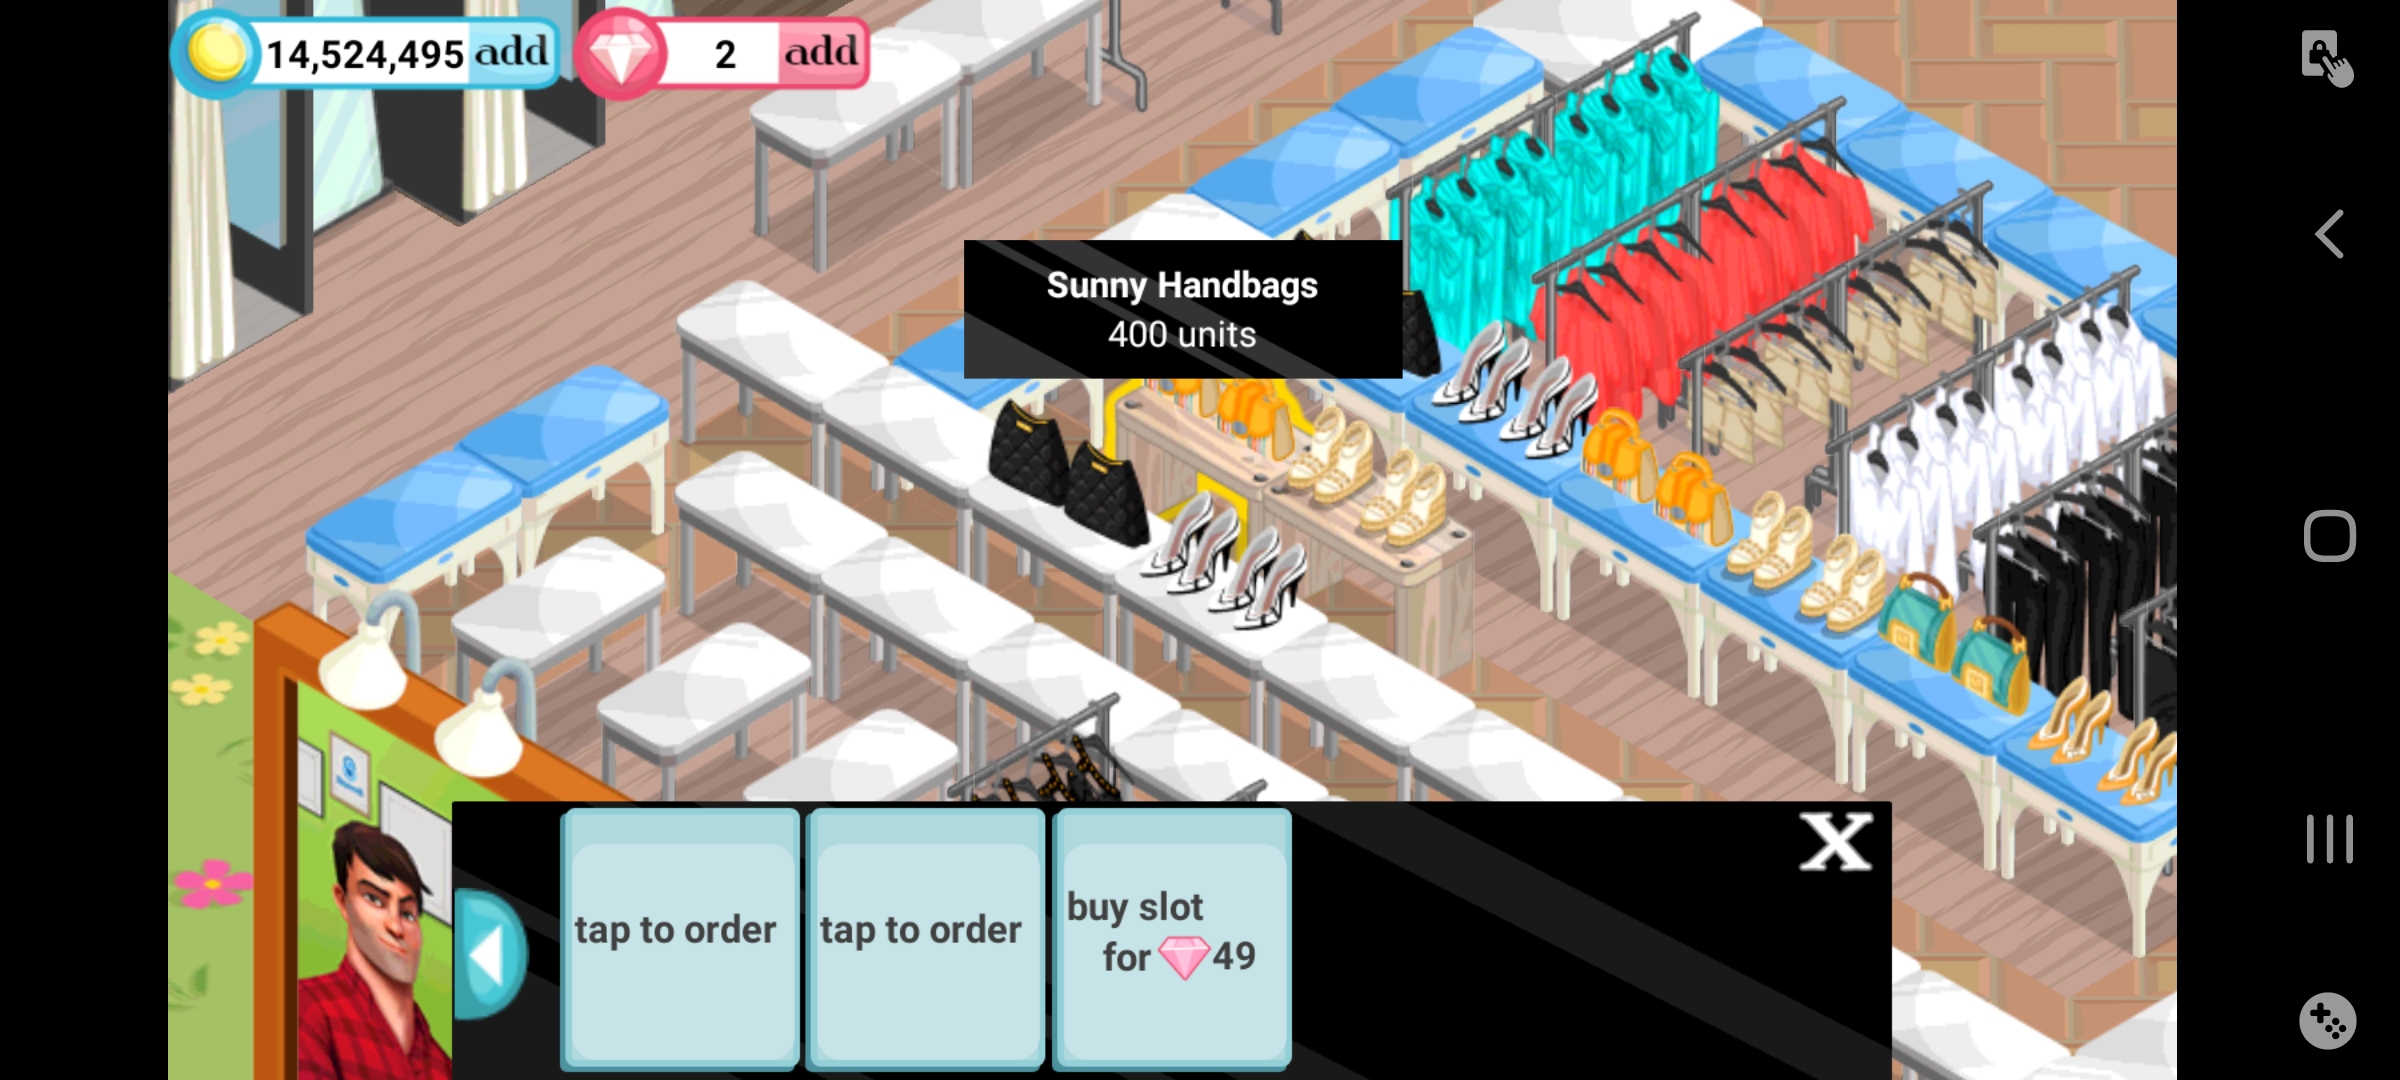 14,524,495 add 2 add
Sunny Handbags
400 units
X
tap to order
tap to order
buy slot
for 49